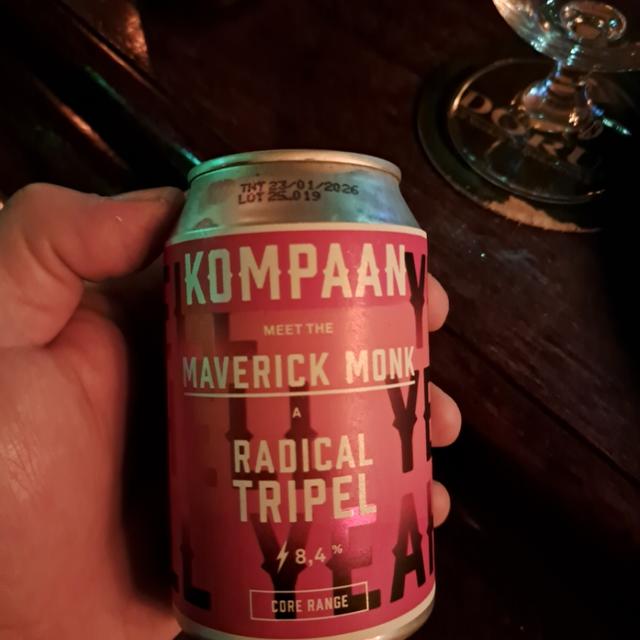 THT 23/01/2026
LOT 25.019
KOMPAAN
MEET THE
MAVERICK MONK
A
RADICAL
TRIPEL
8,4%
CORE RANGE